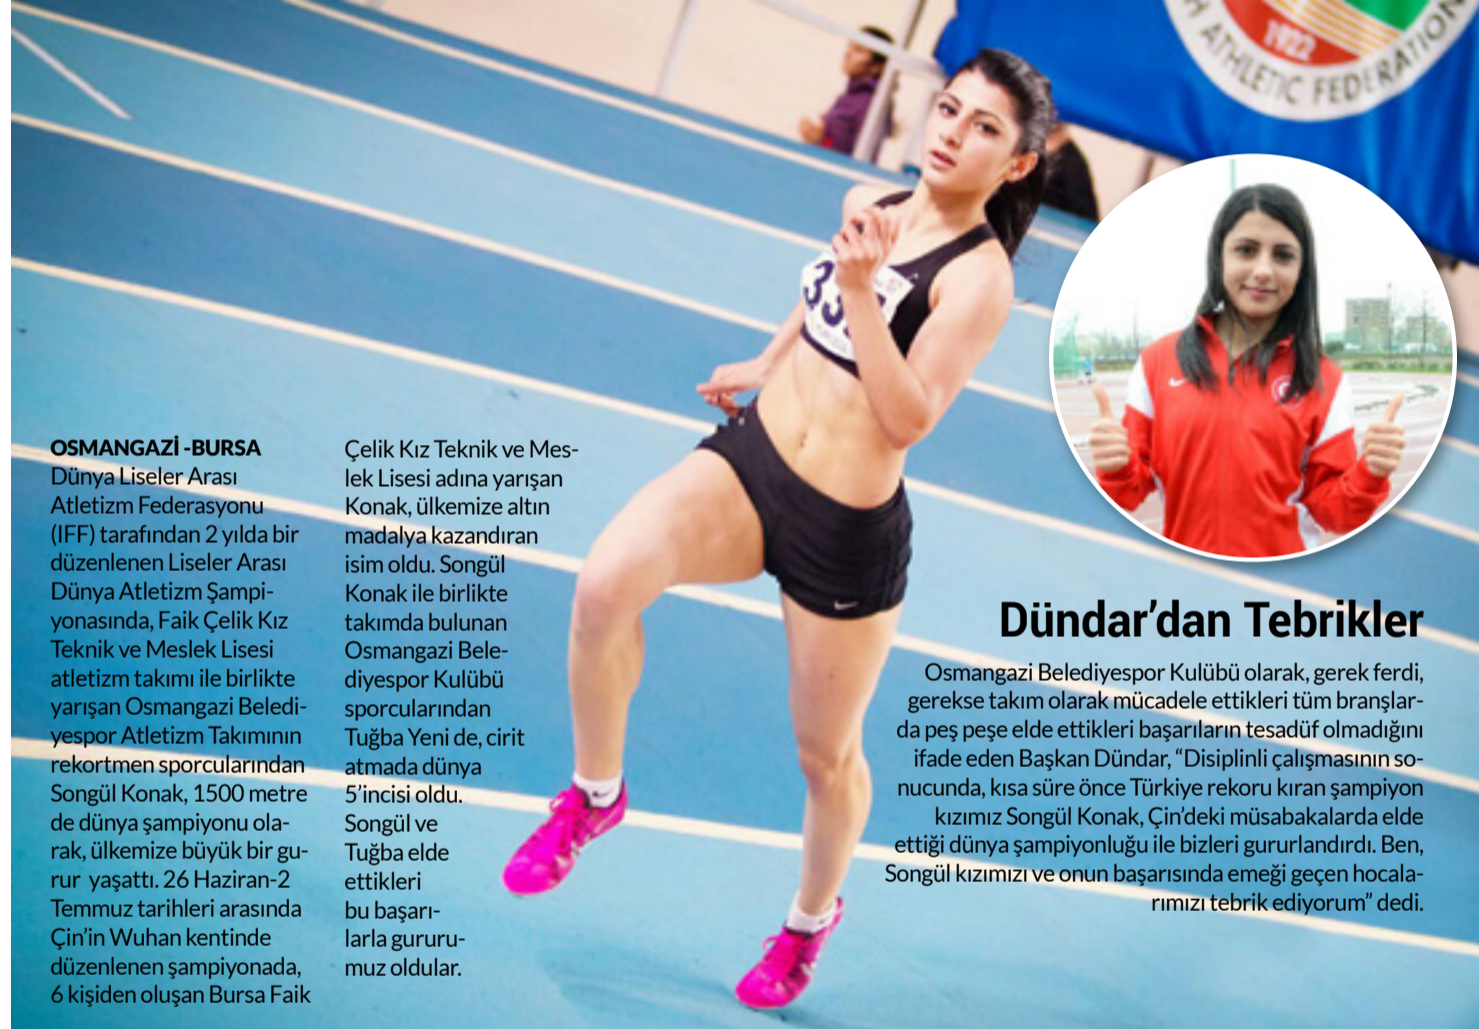 H ATHLETIC FEDERATION
1922
OSMANGAZİ -BURSA
Dünya Liseler Arası
Atletizm Federasyonu
(IFF) tarafından 2 yılda bir
düzenlenen Liseler Arası
Dünya Atletizm Şampi-
yonasında, Faik Çelik Kız
Teknik ve Meslek Lisesi
atletizm takımı ile birlikte
yarışan Osmangazi Beledi-
yespor Atletizm Takımının
rekortmen sporcularından
Songül Konak, 1500 metre
de dünya şampiyonu ola-
rak, ülkemize büyük bir gu-
rur yaşattı. 26 Haziran-2
Temmuz tarihleri arasında
Çin’in Wuhan kentinde
düzenlenen şampiyonada,
6 kişiden oluşan Bursa Faik
Çelik Kız Teknik ve Mes-
lek Lisesi adına yarışan
Konak, ülkemize altın
madalya kazandıran
isim oldu. Songül
Konak ile birlikte
takımda bulunan
Osmangazi Bele-
diyespor Kulübü
sporcularından
Tuğba Yeni de, cirit
atmada dünya
5’incisi oldu.
Songül ve
Tuğba elde
ettikleri
bu başarı-
larla gururu-
muz oldular.
Dündar’dan Tebrikler
Osmangazi Belediyespor Kulübü olarak, gerek ferdi,
gerekse takım olarak mücadele ettikleri tüm branşlar-
da peş peşe elde ettikleri başarıların tesadüf olmadığını
ifade eden Başkan Dündar, “Disiplinli çalışmasının so-
nucunda, kısa süre önce Türkiye rekoru kıran şampiyon
kızımız Songül Konak, Çin’deki müsabakalarda elde
ettiği dünya şampiyonluğu ile bizleri gururlandırdı. Ben,
Songül kızımızı ve onun başarısında emeği geçen hocala-
rımızı tebrik ediyorum” dedi.